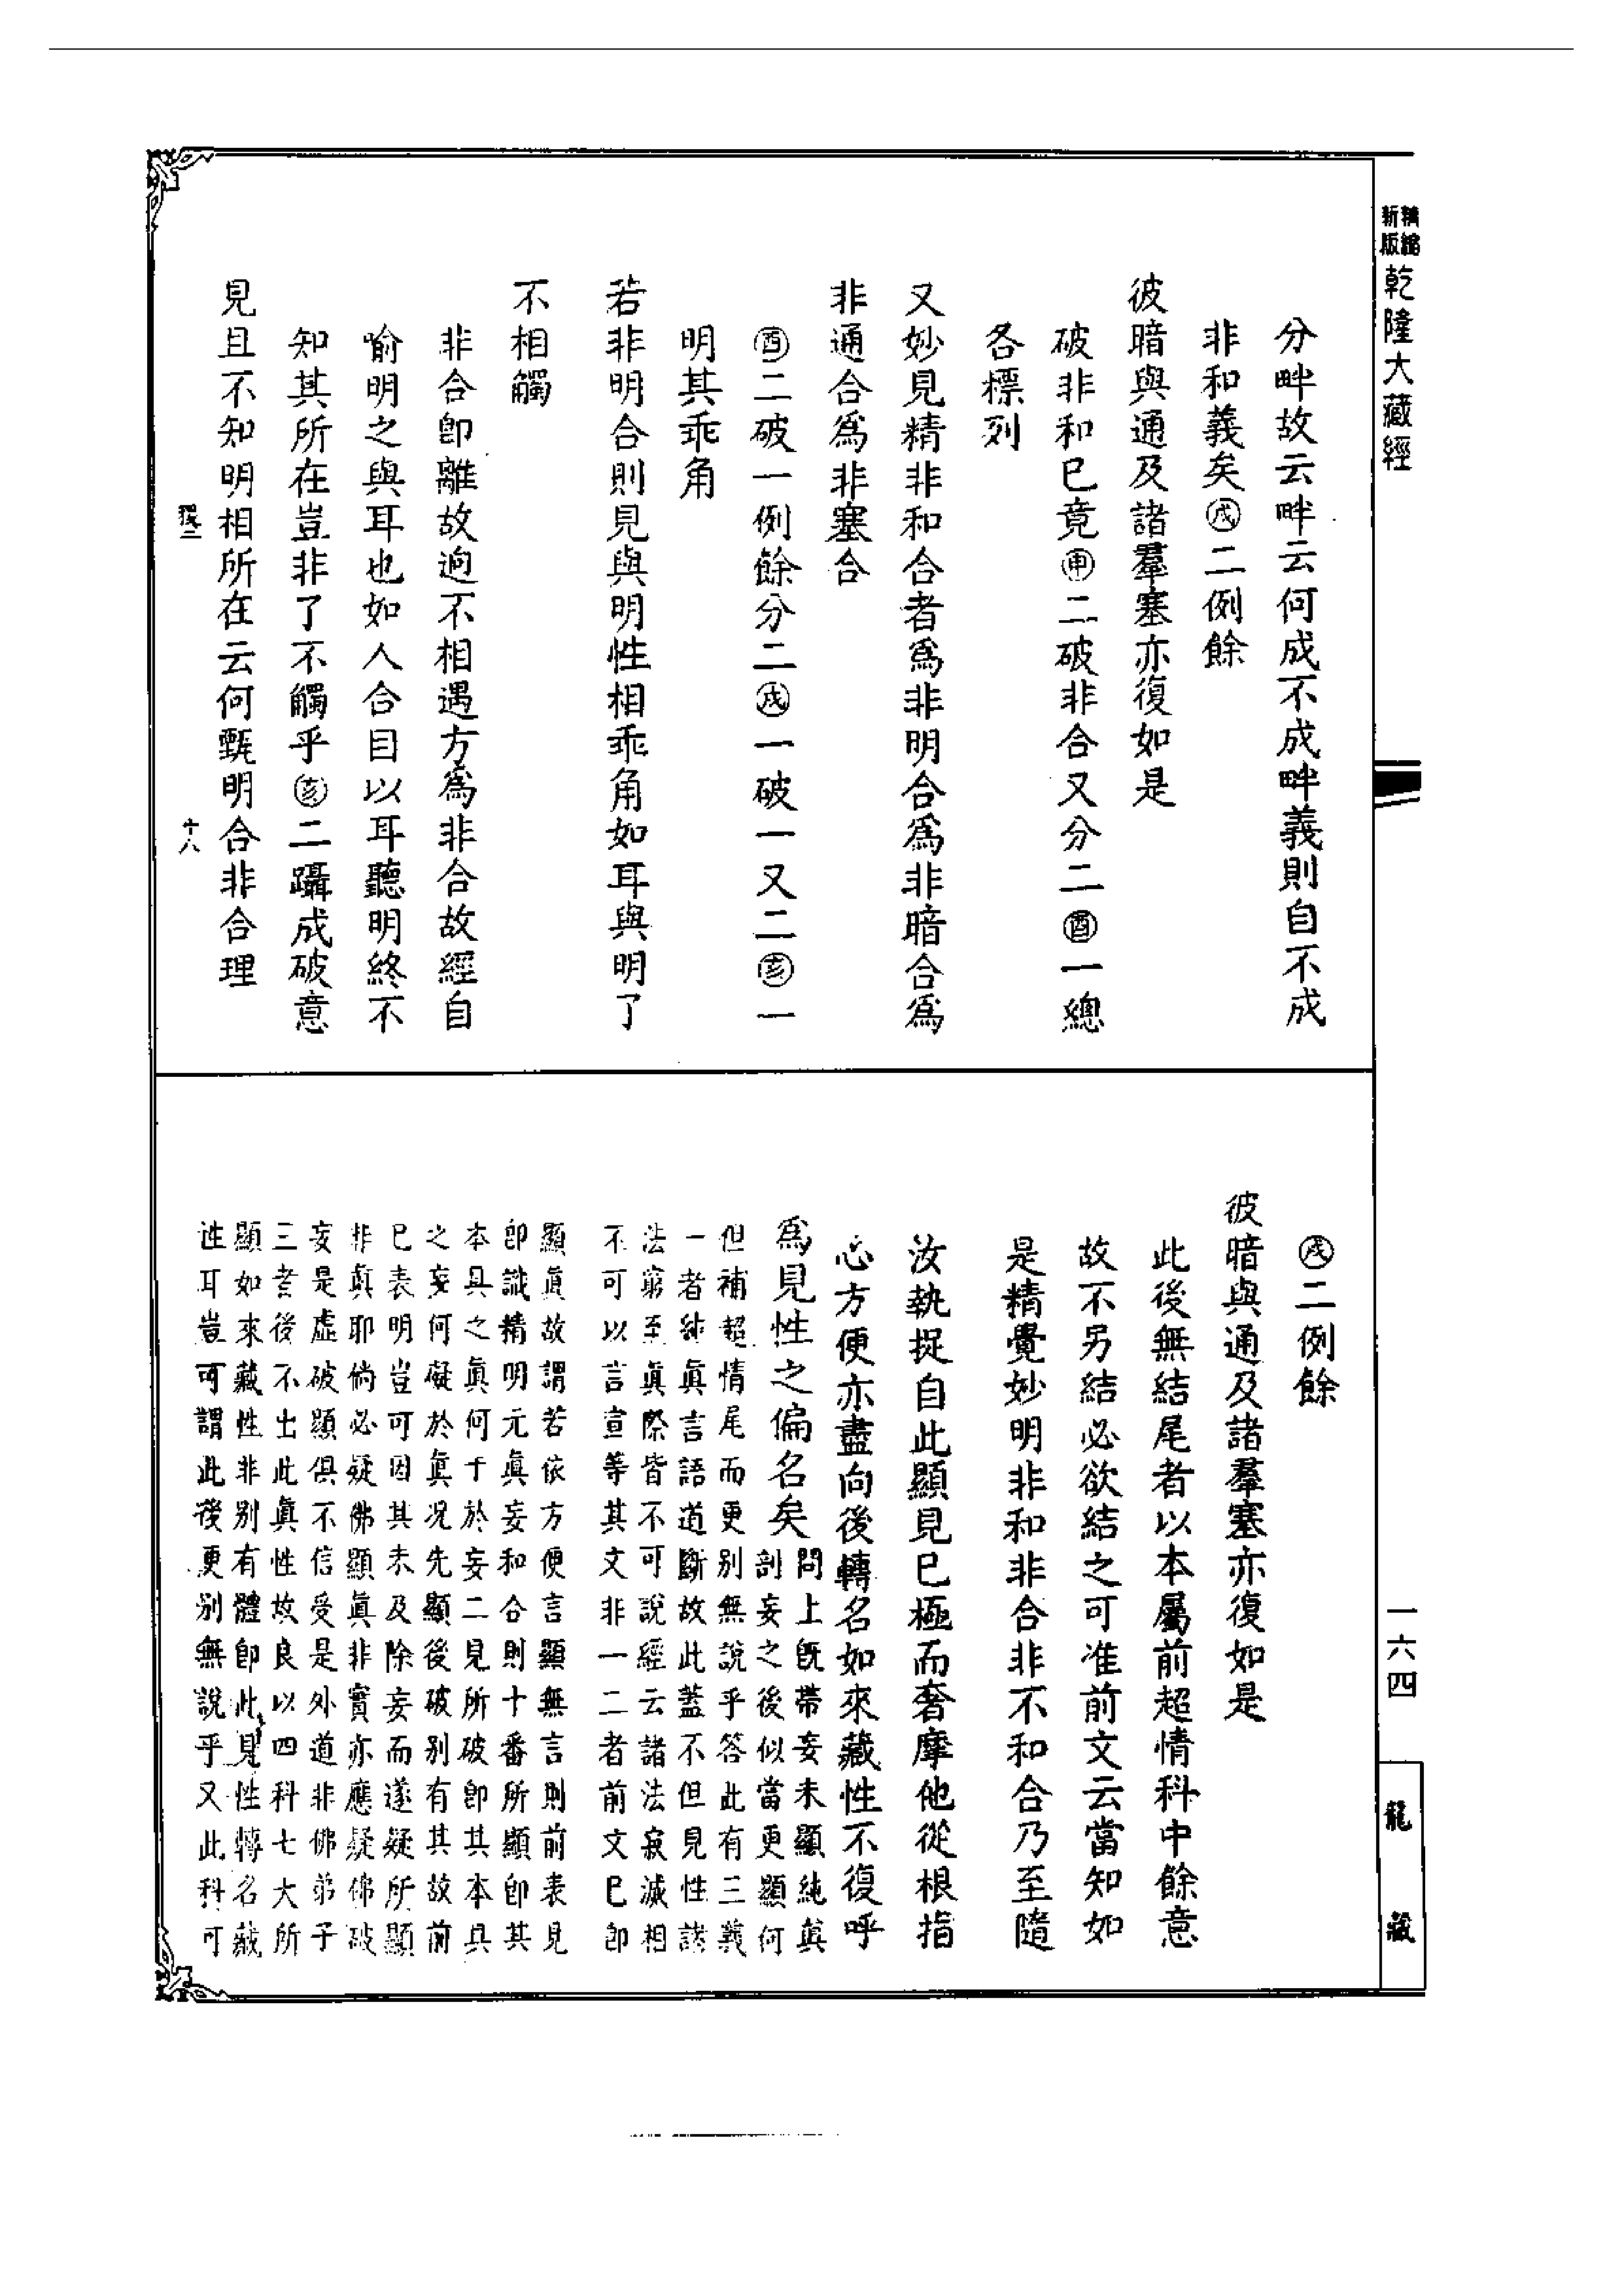 精縮
新版
乾隆大藏經
分畔故云畔云何成不成畔義則自不成
非和義矣㊛二例餘
彼暗與通及諸羣塞亦復如是
破非和已竟㊥二破非合又分二㊌一總
各標列
又妙見精非和合者爲非明合爲非暗合爲
非通合爲非塞合
酉二破一例餘分二戌一破一又二亥一
明其乖角
若非明合則見與明性相乖角如耳與明了
不相觸
非合卽離故逈不相遇方爲非合故經自
喻明之與耳也如人合目以耳聽明終不
知其所在豈非了不觸乎亥二躡成破意
見且不知明相所在云何甄明合非合理
十八
戌二例餘
彼暗與通及諸羣塞亦復如是
此後無結尾者以本屬前超情科中餘意
故不另結必欲結之可准前文云當知如
是精覺妙明非和非合非不和合乃至隨
汝執捉自此顯見巳極而奢摩他從根指
心方便亦盡向後轉名如來藏性不復呼
爲見性之偏名矣
問上旣帶妄未顯純眞
剖妄之後似當更顯何
但補超情尾而更別無說乎答此有三義
一者純眞言語道斷故此葢不但見性諸
法窮至眞際皆不可說經云諸法寂滅相
不可以言宣等其文非一二者前文巳卽
顯眞故謂若依方便言顯無言則前表見
卽識精明元眞妄和合則十番所顯卽其
本具之眞何干於妄二見所破卽其本具
之妄何礙於眞况先顯後破別有其故前
巳表明豈可因其未及除妄而遂疑所顯
非眞耶倘必疑佛顯眞非實亦應疑佛破
妄是虛破顯俱不信受是外道非佛弟子
三者後不出此眞性故良以四科七大所
顯如來藏性非別有體卽此見性轉名藏
性耳豈可謂此後更別無說乎又此科可
一六四
龍藏